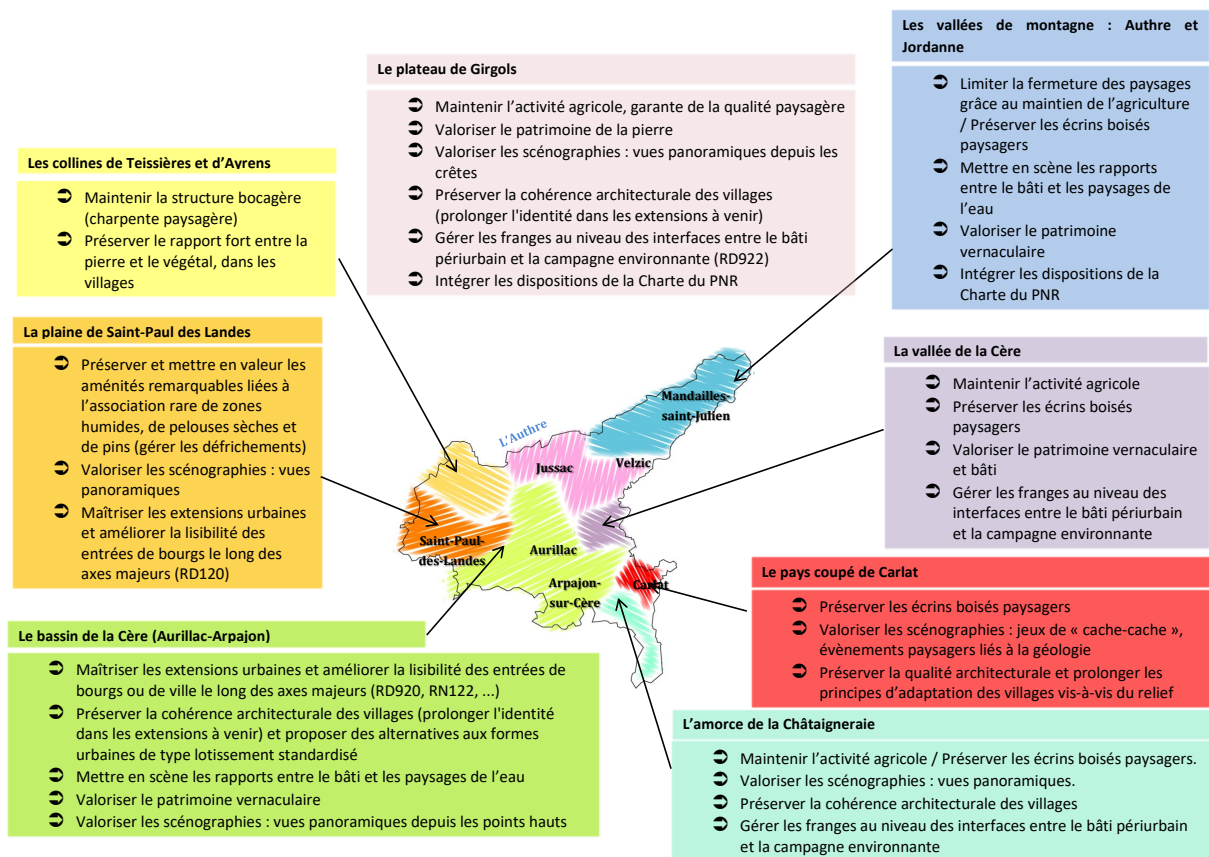 Les vallées de montagne : Authre et
Jordanne
Limiter la fermeture des paysages
grâce au maintien de l'agriculture
/ Préserver les écrins boisés
paysagers
Mettre en scène les rapports
entre le bâti et les paysages de
l'eau
Valoriser le patrimoine
vernaculaire
Intégrer les dispositions de la
Charte du PNR
Le plateau de Girgols
Maintenir l'activité agricole, garante de la qualité paysagère
Valoriser le patrimoine de la pierre
Valoriser les scénographies : vues panoramiques depuis les
crêtes
Préserver la cohérence architecturale des villages
(prolonger l'identité dans les extensions à venir)
Gérer les franges au niveau des interfaces entre le bâti
périurbain et la campagne environnante (RD922)
Intégrer les dispositions de la Charte du PNR
Les collines de Teissières et d'Ayrens
Maintenir la structure bocagère
(charpente paysagère)
Préserver le rapport fort entre la
pierre et le végétal, dans les
villages
La plaine de Saint-Paul des Landes
Préserver et mettre en valeur les
aménités remarquables liées à
l'association rare de zones
humides, de pelouses sèches et
de pins (gérer les défrichements)
Valoriser les scénographies : vues
panoramiques
Maîtriser les extensions urbaines
et améliorer la lisibilité des
entrées de bourgs le long des
axes majeurs (RD120)
La vallée de la Cère
Maintenir l'activité agricole
Préserver les écrins boisés
paysagers
Valoriser le patrimoine vernaculaire
et bâti
Gérer les franges au niveau des
interfaces entre le bâti périurbain
et la campagne environnante
Mandailles-
saint-Julien
L'Authre
Jussac
Velzic
Saint-Paul-
des-Landes
Aurillac
Arpajon-
sur-Cère
Carlat
Le pays coupé de Carlat
Préserver les écrins boisés paysagers
Valoriser les scénographies : jeux de « cache-cache »,
évènements paysagers liés à la géologie
Préserver la qualité architecturale et prolonger les
principes d'adaptation des villages vis-à-vis du relief
Le bassin de la Cère (Aurillac-Arpajon)
Maîtriser les extensions urbaines et améliorer la lisibilité des entrées de
bourgs ou de ville le long des axes majeurs (RD920, RN122, ...)
Préserver la cohérence architecturale des villages (prolonger l'identité
dans les extensions à venir) et proposer des alternatives aux formes
urbaines de type lotissement standardisé
Mettre en scène les rapports entre le bâti et les paysages de l'eau
Valoriser le patrimoine vernaculaire
Valoriser les scénographies : vues panoramiques depuis les points hauts
L'amorce de la Châtaigneraie
Maintenir l'activité agricole / Préserver les écrins boisés paysagers.
Valoriser les scénographies : vues panoramiques.
Préserver la cohérence architecturale des villages
Gérer les franges au niveau des interfaces entre le bâti périurbain
et la campagne environnante